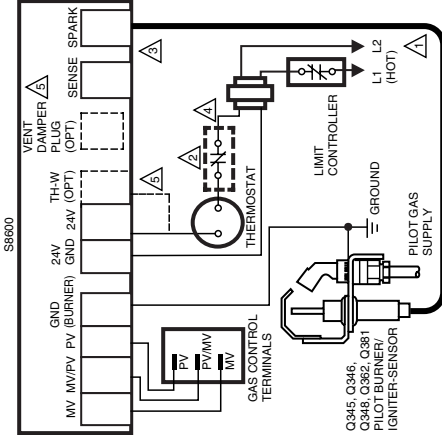 S8600
MV
MV/PV
PV
GND
(BURNER)
24V
GND
24V
TH-W
(OPT)
VENT
DAMPER
PLUG
(OPT)
5
SENSE
SPARK
3
5
4
2
PV
PV/MV
MV
GAS CONTROL
TERMINALS
THERMOSTAT
LIMIT
CONTROLLER
L1
(HOT)
L2
1
GROUND
PILOT GAS
SUPPLY
Q345, Q346,
Q348, Q362, Q381
PILOT BURNER/
IGNITER-SENSOR